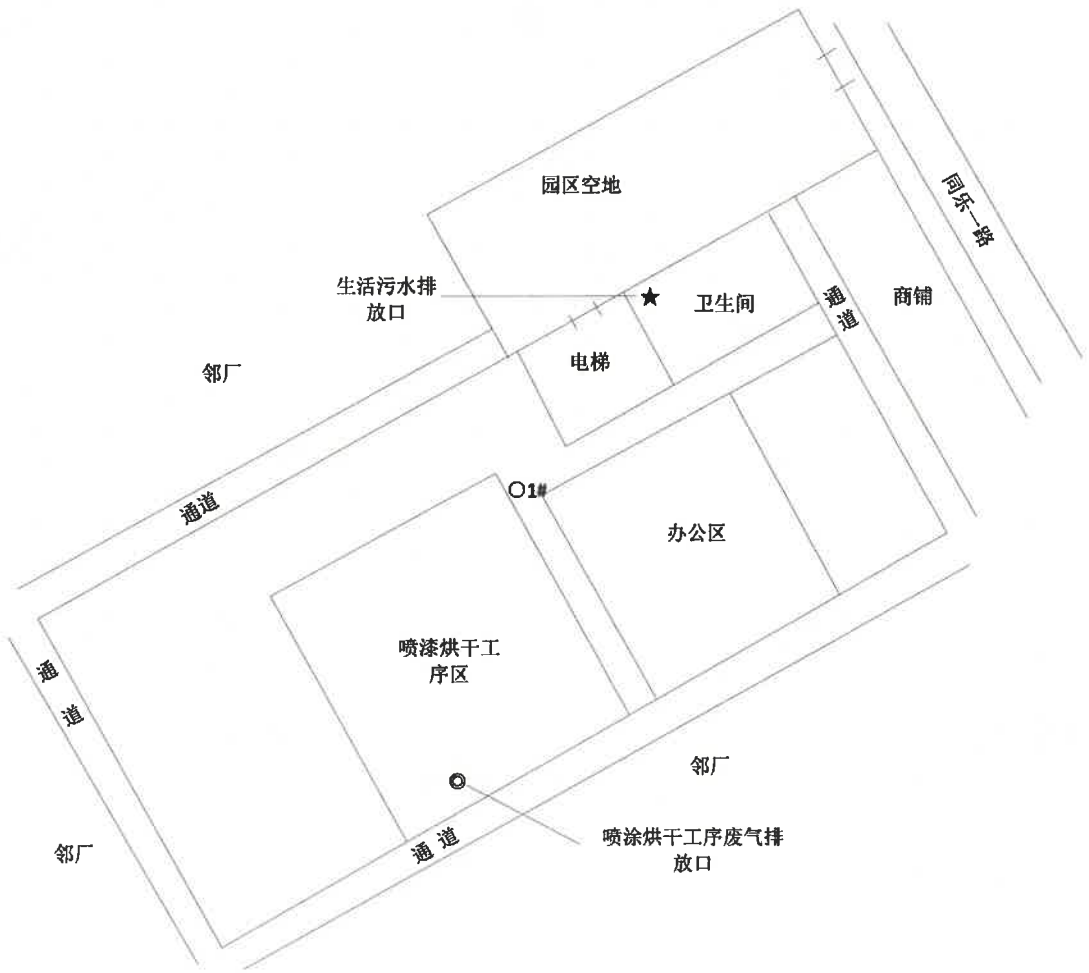 园区空地
同乐一路
生活污水排
放口
卫生间
通道
商铺
电梯
邻厂
通道
1#
办公区
喷漆烘干工
序区
通道
邻厂
通道
喷涂烘干工序废气排
放口
邻厂